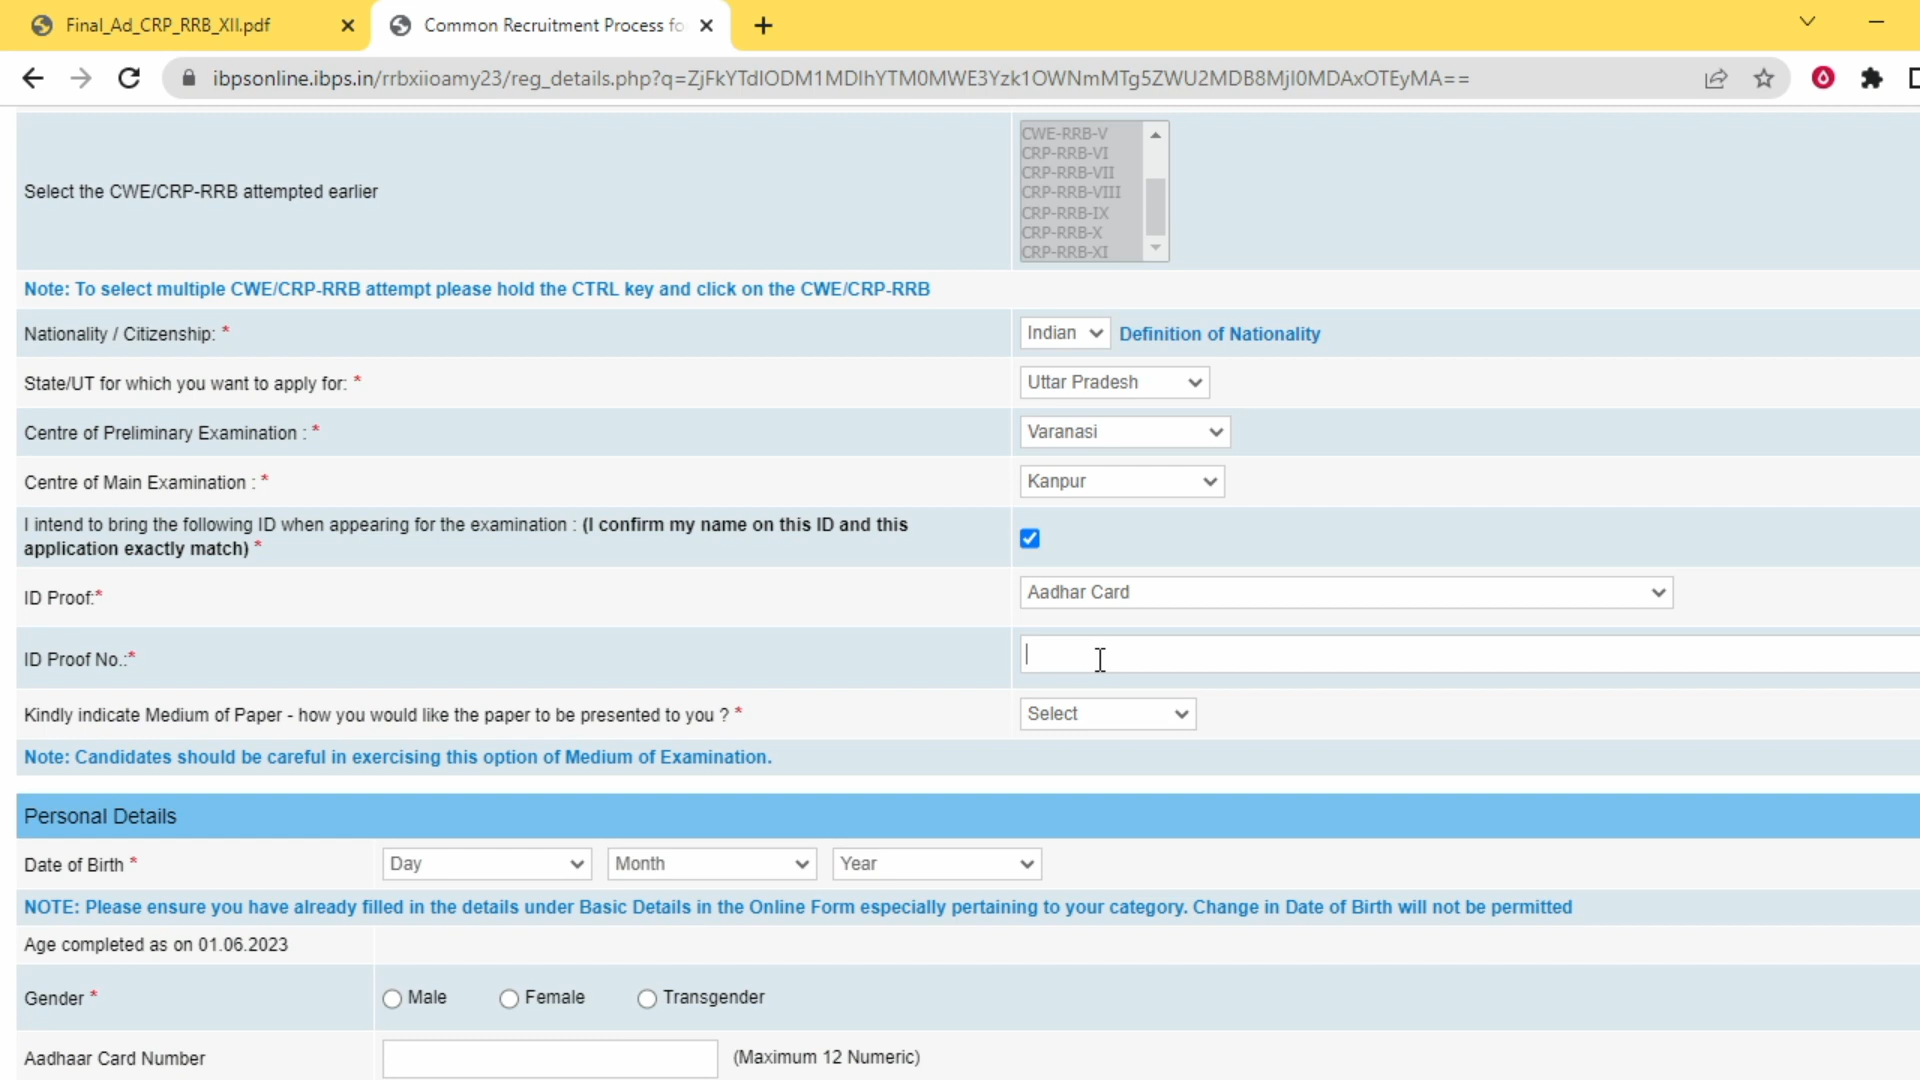 Final_Ad_CRP_RRB_XII.pdf
Common Recruitment Process fo
ibpsonline.ibps.in/rrbxiioamy23/reg_details.php?q=ZjFkYTdlODM1MDlhYTM0MWE3Yzk1OWNmMTg5ZWU2MDB8MjI0MDAxOTEyMA==
CWE-RRB-V
CRP-RRB-VI
CRP-RRB-VII
Select the CWE/CRP-RRB attempted earlier
CRP-RRB-VIII
CRP-RRB-IX
CRP-RRB-X
CRP-RRB-XI
Note: To select multiple CWE/CRP-RRB attempt please hold the CTRL key and click on the CWE/CRP-RRB
Nationality / Citizenship: * Indian Definition of Nationality
State/UT for which you want to apply for: * Uttar Pradesh
Centre of Preliminary Examination : * Varanasi
Centre of Main Examination : * Kanpur
I intend to bring the following ID when appearing for the examination : (I confirm my name on this ID and this
application exactly match) *
ID Proof:* Aadhar Card
ID Proof No.:*
Kindly indicate Medium of Paper - how you would like the paper to be presented to you ? * Select
Note: Candidates should be careful in exercising this option of Medium of Examination.
Personal Details
Date of Birth * Day Month Year
NOTE: Please ensure you have already filled in the details under Basic Details in the Online Form especially pertaining to your category. Change in Date of Birth will not be permitted
Age completed as on 01.06.2023
Gender * Male Female Transgender
Aadhaar Card Number (Maximum 12 Numeric)